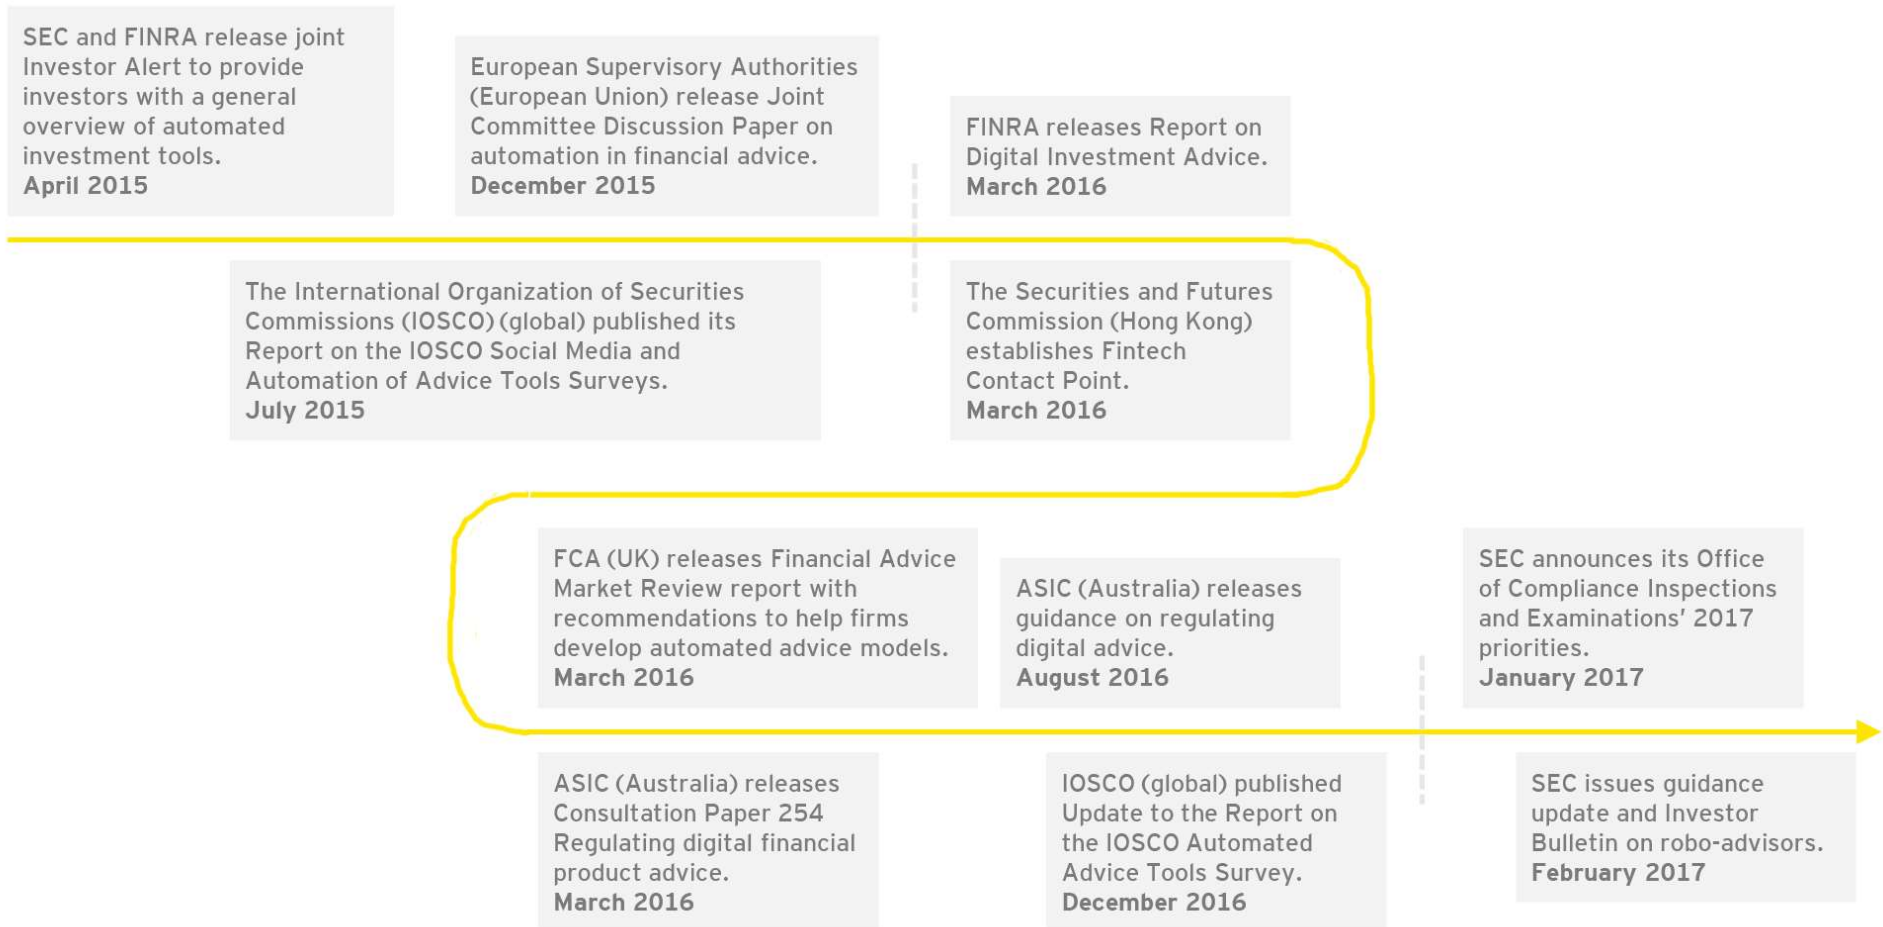 SEC and FINRA release joint
Investor Alert to provide
investors with a general
overview of automated
investment tools.
April 2015
European Supervisory Authorities
(European Union) release Joint
Committee Discussion Paper on
automation in financial advice.
December 2015
FINRA releases Report on
Digital Investment Advice.
March 2016
The International Organization of Securities
Commissions (IOSCO) (global) published its
Report on the IOSCO Social Media and
Automation of Advice Tools Surveys.
July 2015
The Securities and Futures
Commission (Hong Kong)
establishes Fintech
Contact Point.
March 2016
FCA (UK) releases Financial Advice
Market Review report with
recommendations to help firms
develop automated advice models.
March 2016
ASIC (Australia) releases
guidance on regulating
digital advice.
August 2016
SEC announces its Office
of Compliance Inspections
and Examinations’ 2017
priorities.
January 2017
ASIC (Australia) releases
Consultation Paper 254
Regulating digital financial
product advice.
March 2016
IOSCO (global) published
Update to the Report on
the IOSCO Automated
Advice Tools Survey.
December 2016
SEC issues guidance
update and Investor
Bulletin on robo-advisors.
February 2017